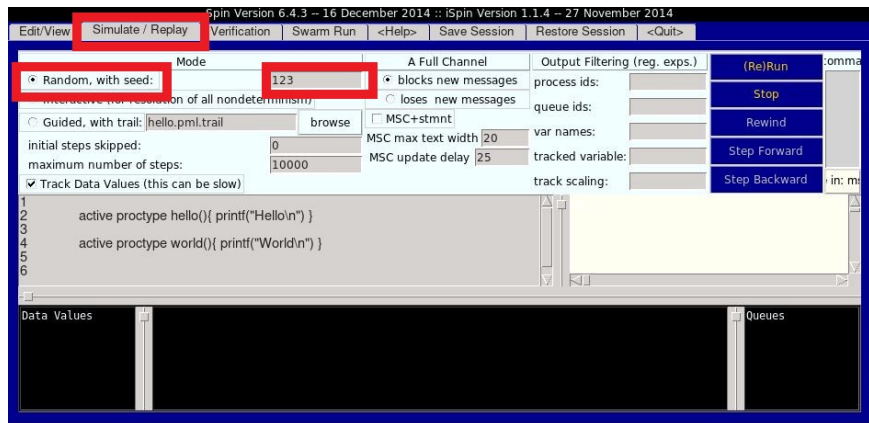 Spin Version 6.4.3 -- 16 December 2014 :: iSpin Version 1.1.4 -- 27 November 2014
Edit/View Simulate / Replay Verification Swarm Run <Help> Save Session Restore Session <Quit>
Mode A Full Channel Output Filtering (reg. exps.) (Re)Run
Random, with seed: 123 blocks new messages process ids: Stop
of all nondeterminism) loses new messages queue ids:
Guided, with trail: hello.pml.trail browse MSC+stmnt var names: Rewind
initial steps skipped: 0 MSC max text width 20
maximum number of steps: 10000 MSC update delay 25 tracked variable: Step Forward
Track Data Values (this can be slow) track scaling: Step Backward in: ms
1
2 active proctype hello(){ printf("Hello\n") }
3
4 active proctype world(){ printf("World\n") }
5
6
Data Values Queues